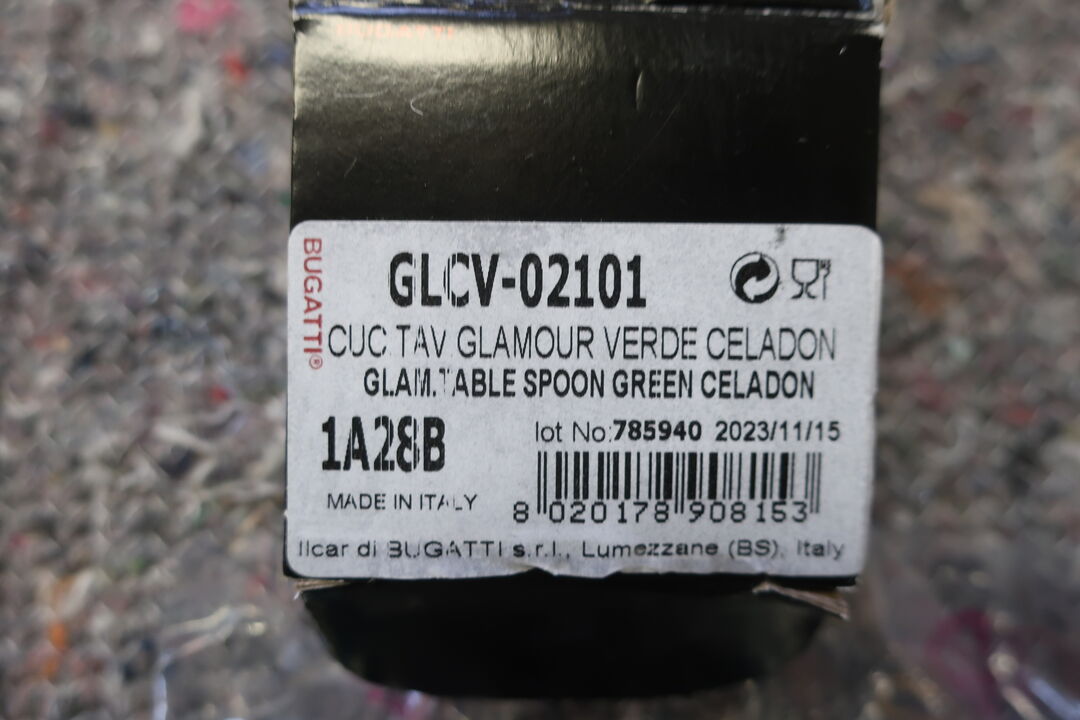 BUGATTI
BUGATTI®
GLCV-02101
CUC TAV GLAMOUR VERDE CELADON
GLAM.TABLE SPOON GREEN CELADON
1A28B
lot No:785940 2023/11/15
MADE IN ITALY
8 020178 908153
Ilcar di BUGATTI s.r.l., Lumezzane (BS), Italy